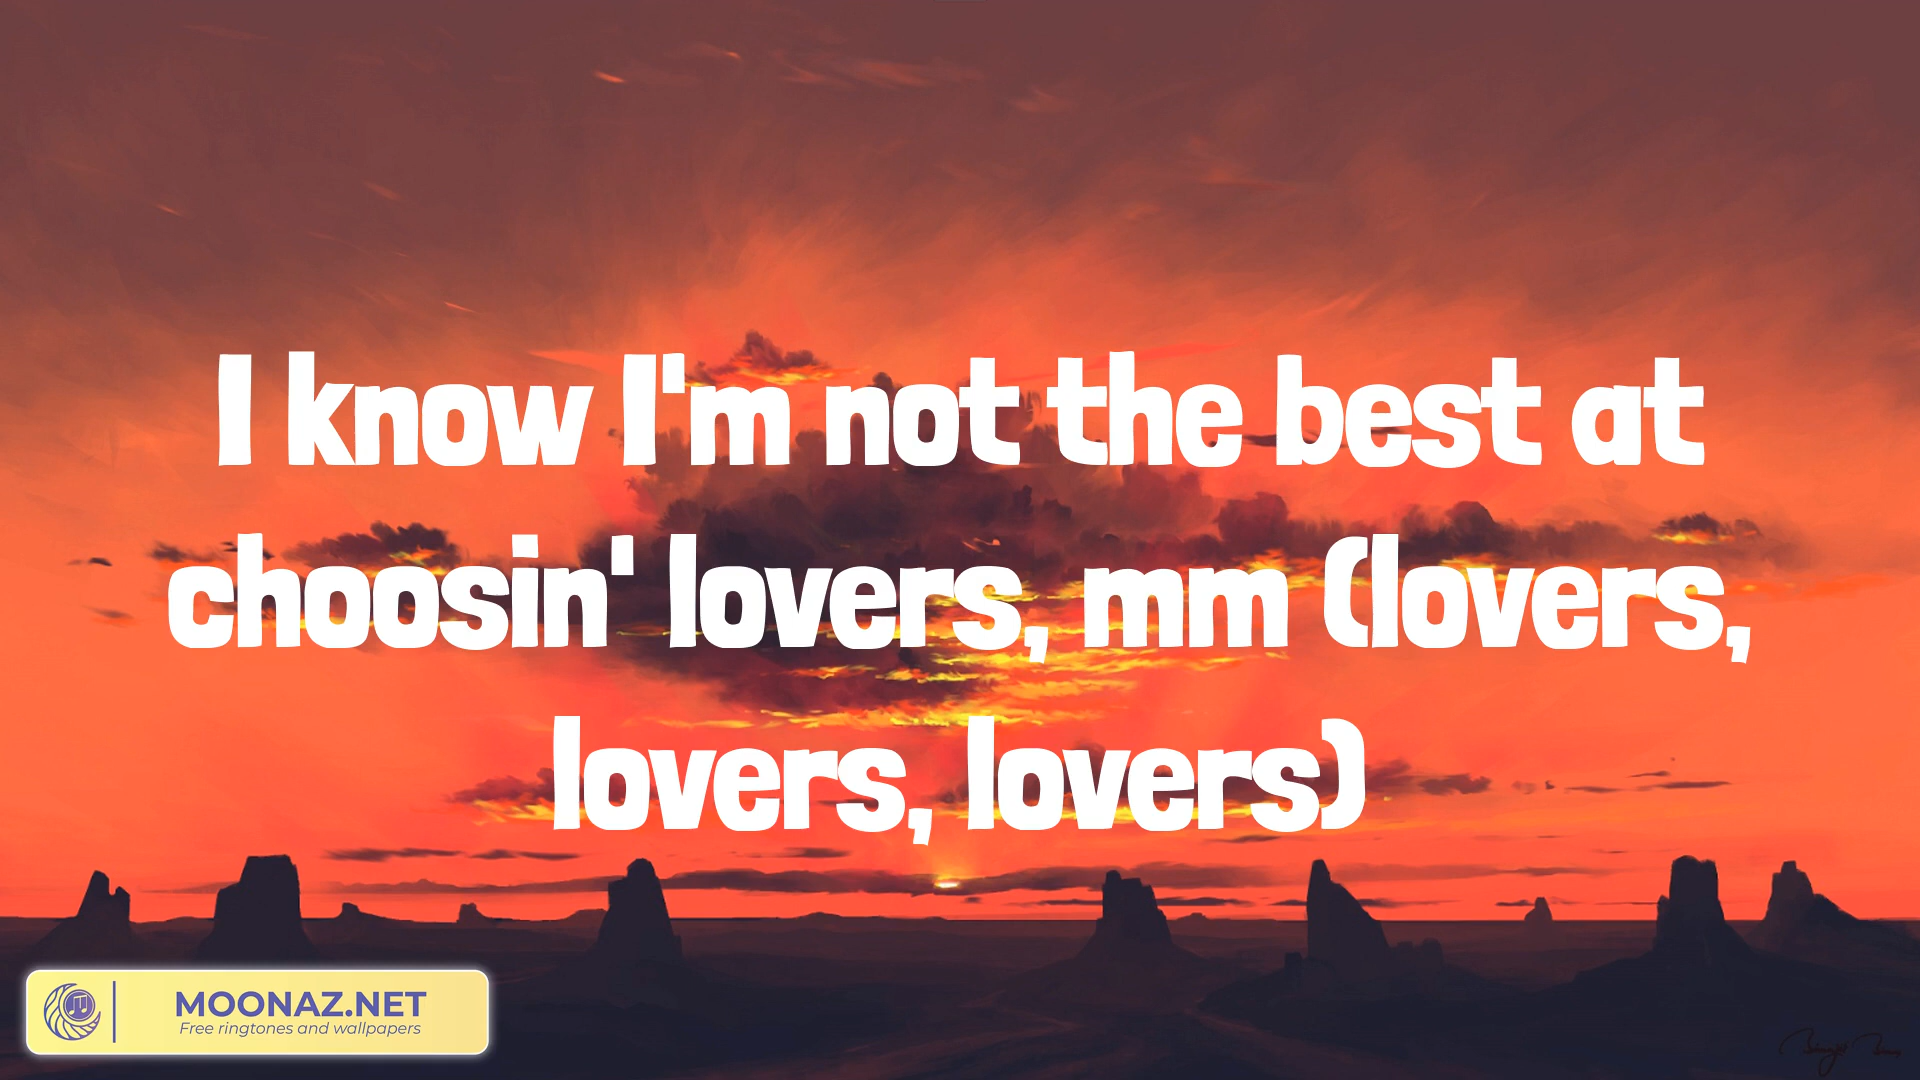 I know I'm not the best at
choosin' lovers, mm (lovers,
lovers, lovers)
MOONAZ.NET
Free ringtones and wallpapers